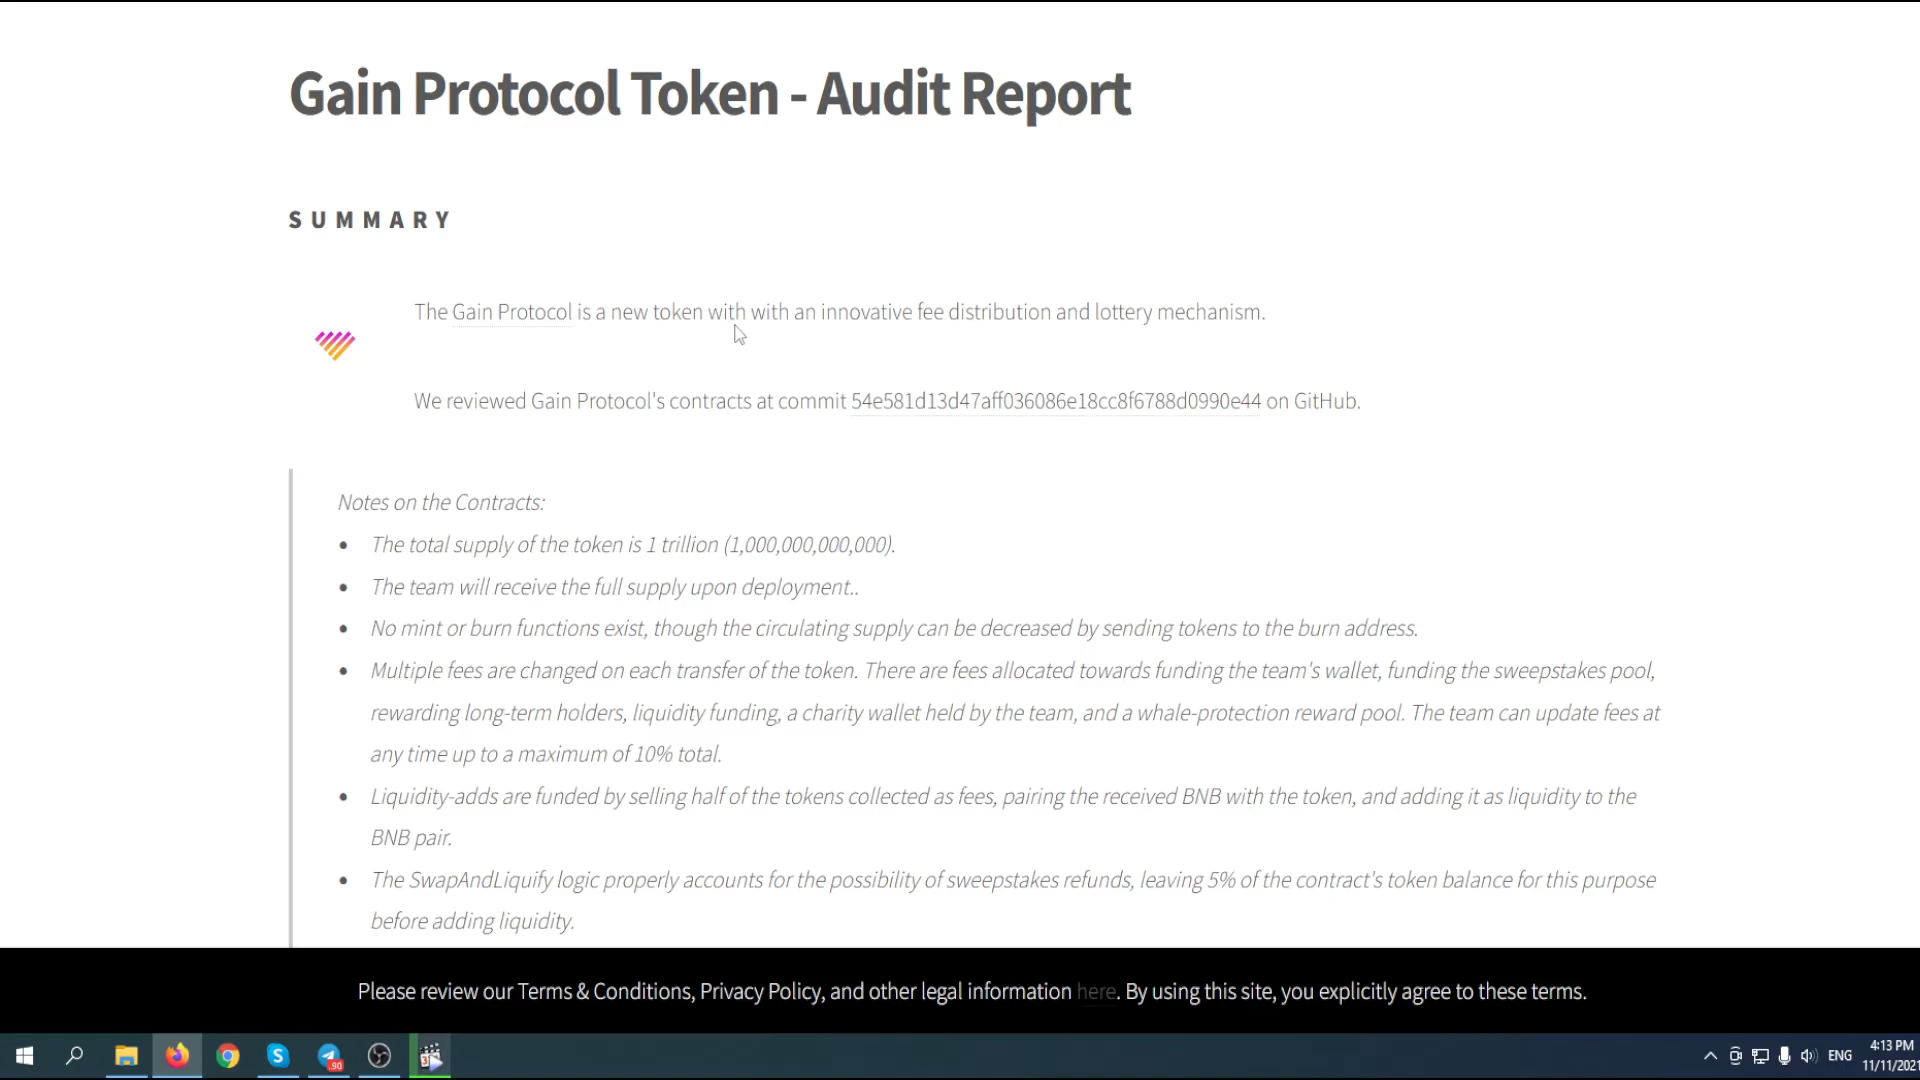 Gain Protocol Token - Audit Report
SUMMARY
The Gain Protocol is a new token with with an innovative fee distribution and lottery mechanism.
We reviewed Gain Protocol's contracts at commit 54e581d13d47aff036086e18cc8f6788d0990e44 on GitHub.
Notes on the Contracts:
• The total supply of the token is 1 trillion (1,000,000,000,000).
• The team will receive the full supply upon deployment..
• No mint or burn functions exist, though the circulating supply can be decreased by sending tokens to the burn address.
• Multiple fees are changed on each transfer of the token. There are fees allocated towards funding the team's wallet, funding the sweepstakes pool,
rewarding long-term holders, liquidity funding, a charity wallet held by the team, and a whale-protection reward pool. The team can update fees at
any time up to a maximum of 10% total.
• Liquidity-adds are funded by selling half of the tokens collected as fees, pairing the received BNB with the token, and adding it as liquidity to the
BNB pair.
• The SwapAndLiquify logic properly accounts for the possibility of sweepstakes refunds, leaving 5% of the contract's token balance for this purpose
before adding liquidity.
Please review our Terms & Conditions, Privacy Policy, and other legal information here. By using this site, you explicitly agree to these terms.
90
ENG
4:13 PM
11/11/2021